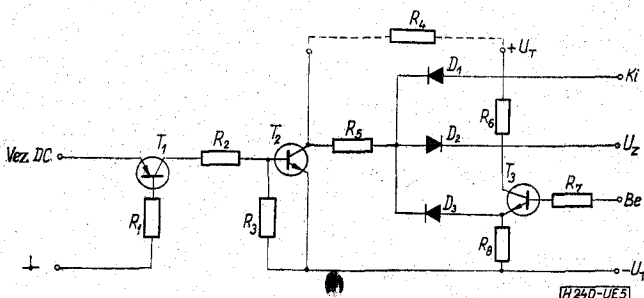 R4
+UT
D1
Ki
T1
R2
T2
R5
R6
D2
Uz
Vez. DC.
T3
R7
R1
R3
D3
Be
R8
-UT
H24D-UE5